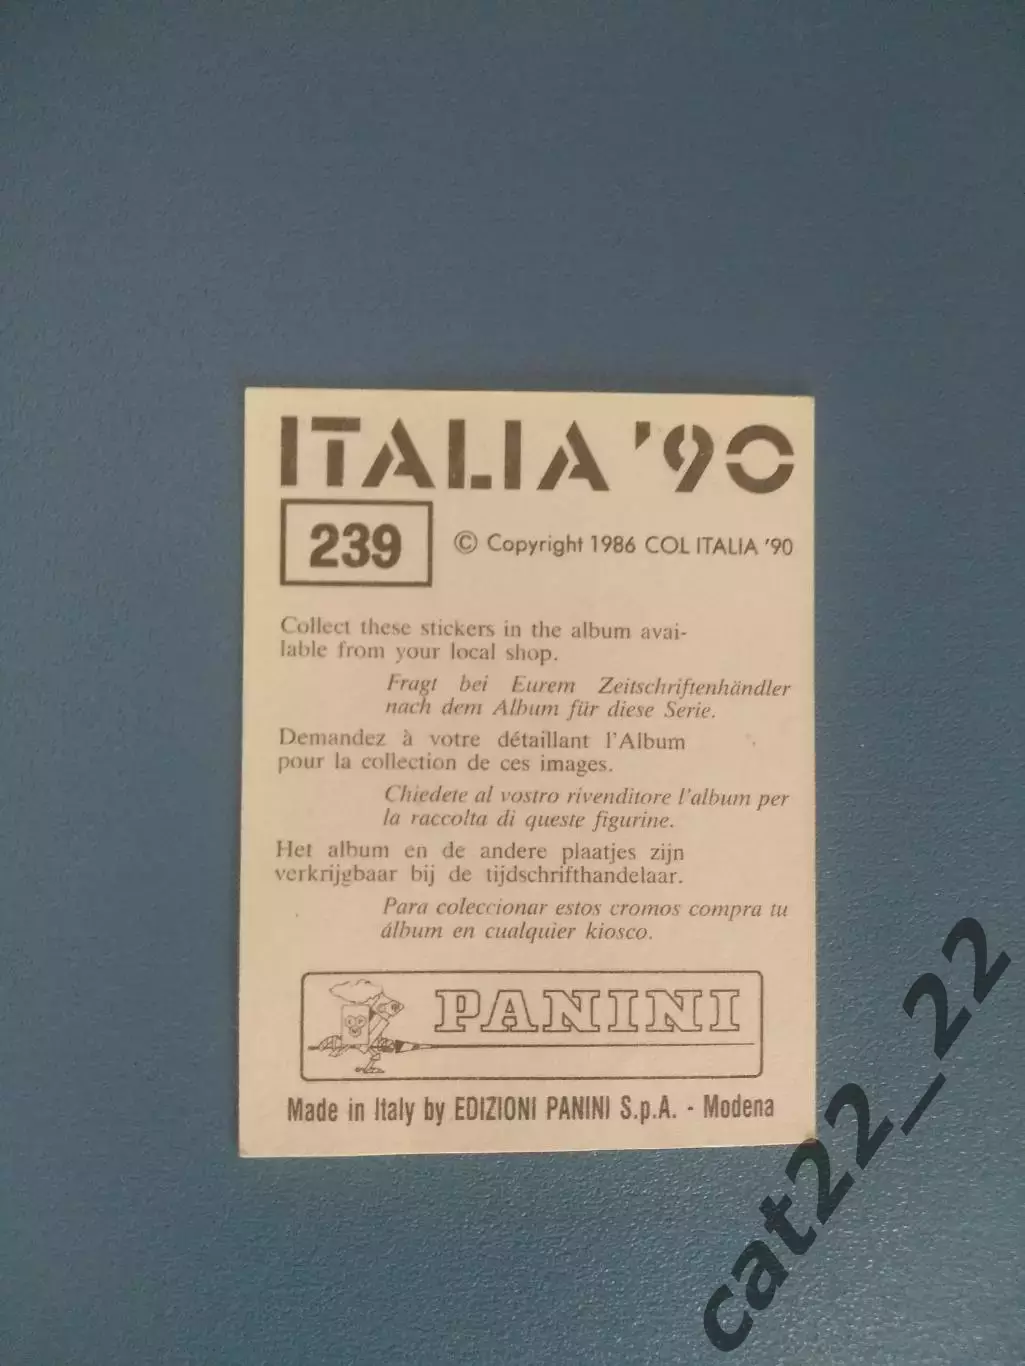 ITALIA '90
239
© Copyright 1986 COL ITALIA '90
Collect these stickers in the album avai-
lable from your local shop.
Fragt bei Eurem Zeitschriftenhändler
nach dem Album für diese Serie.
Demandez à votre détaillant l'Album
pour la collection de ces images.
Chiedete al vostro rivenditore l'album per
la raccolta di queste figurine.
Het album en de andere plaatjes zijn
verkrijgbaar bij de tijdschrifthandelaar.
Para coleccionar estos cromos compra tu
álbum en cualquier kiosco.
PANINI
Made in Italy by EDIZIONI PANINI S.p.A. - Modena
cat22_22